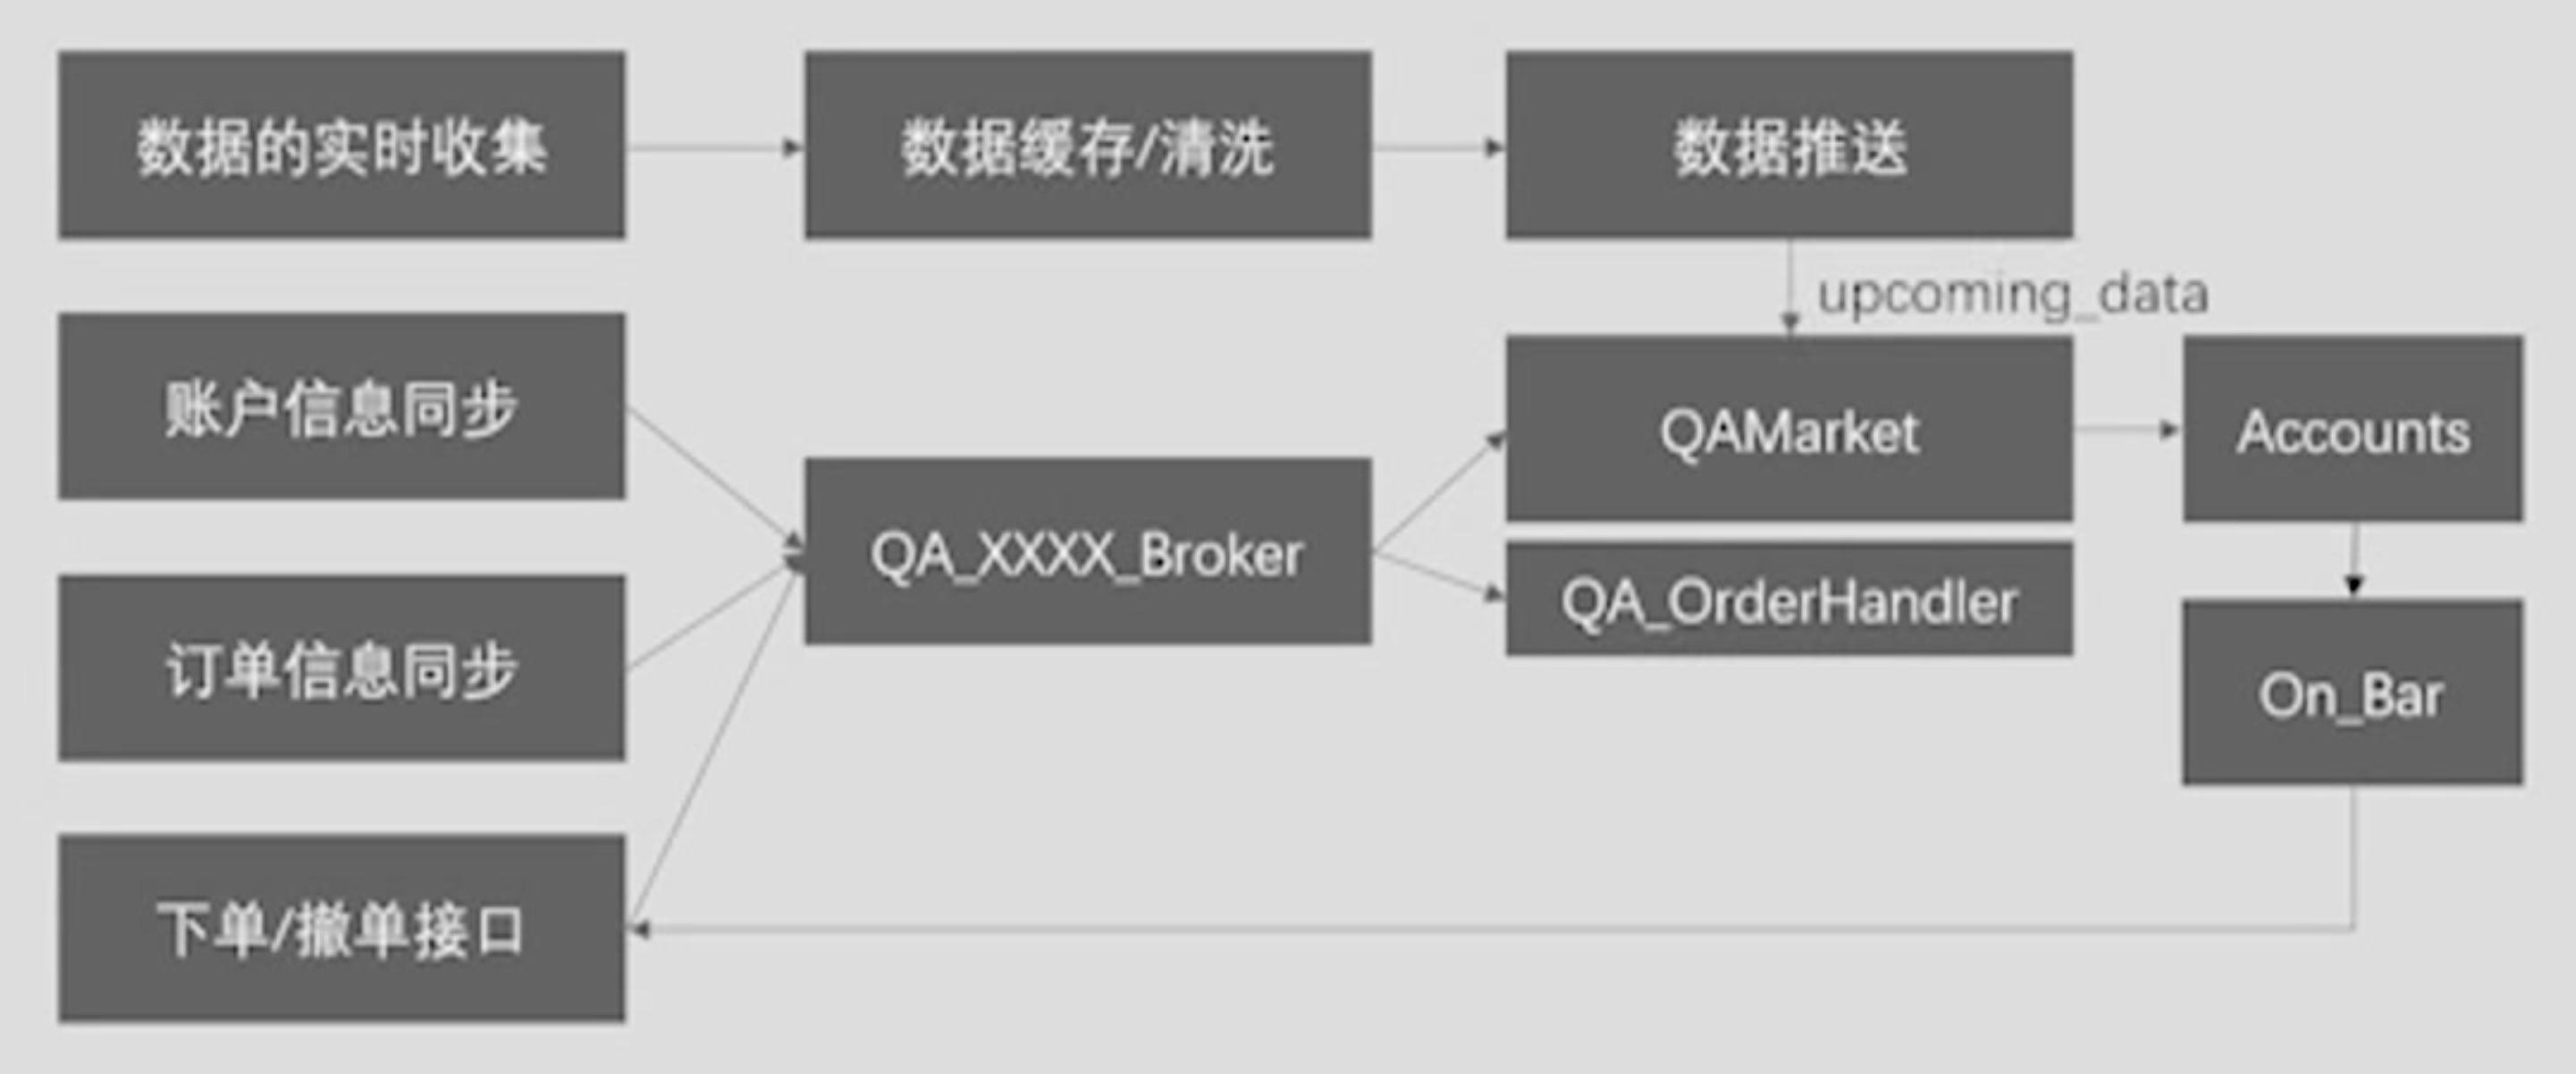 数据的实时收集
数据缓存/清洗
数据推送
upcoming_data
账户信息同步
QAMarket
Accounts
QA_XXXX_Broker
QA_OrderHandler
订单信息同步
On_Bar
下单/撤单接口